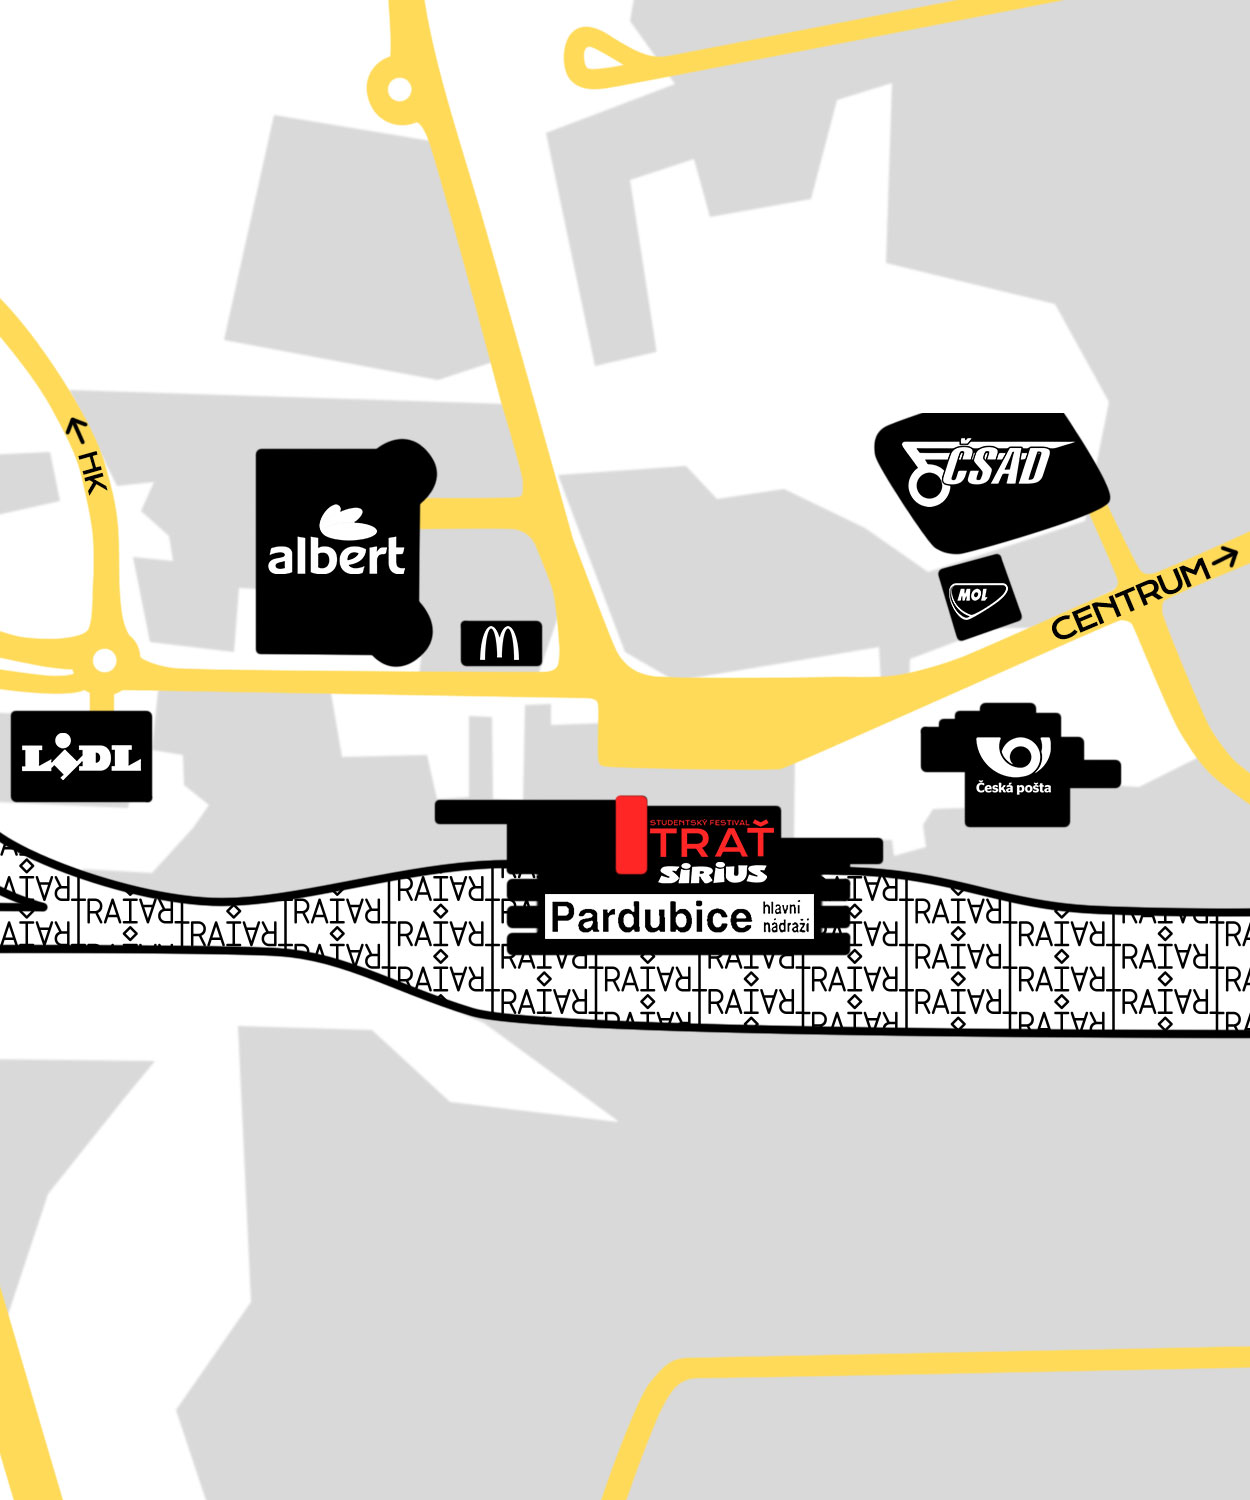 HK
ČSAD
albert
MOL
CENTRUM
LiDL
Česká pošta
STUDENTSKÝ FESTIVAL
TRAŤ
SiRiUS
Pardubice
hlavní
nádraží